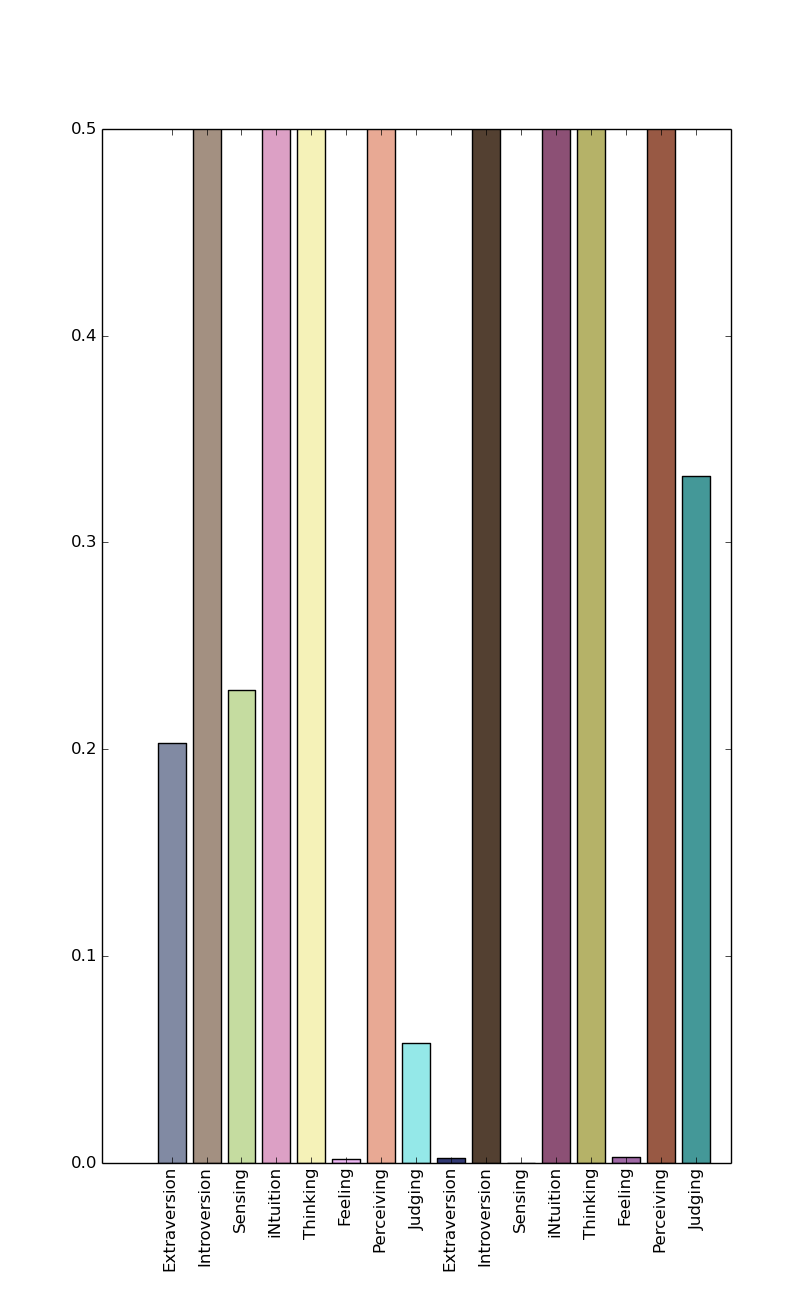 0.5
0.4
0.3
0.2
0.1
0.0
Extraversion
Introversion
Sensing
iNtuition
Thinking
Feeling
Perceiving
Judging
Extraversion
Introversion
Sensing
iNtuition
Thinking
Feeling
Perceiving
Judging